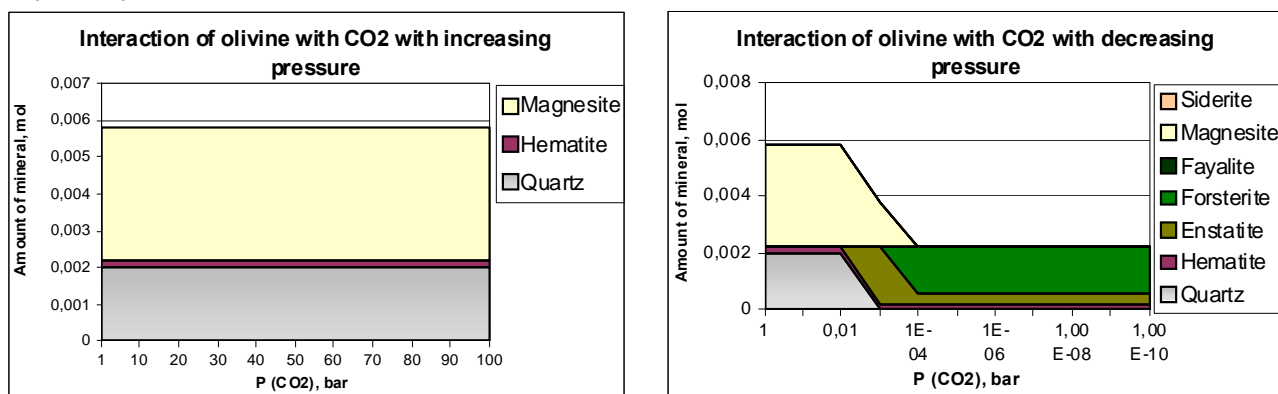 Interaction of olivine with CO2 with increasing
pressure
Amount of mineral, mol
0,007
0,006
0,005
0,004
0,003
0,002
0,001
0
1 10 20 30 40 50 60 70 80 90 100
P (CO2), bar
Magnesite
Hematite
Quartz
Interaction of olivine with CO2 with decreasing
pressure
Amount of mineral, mol
0,008
0,006
0,004
0,002
0,000
1 0,01 1E- 1E- 1,00 1,00
04 06 E-08 E-10
P (CO2), bar
Siderite
Magnesite
Fayalite
Forsterite
Enstatite
Hematite
Quartz